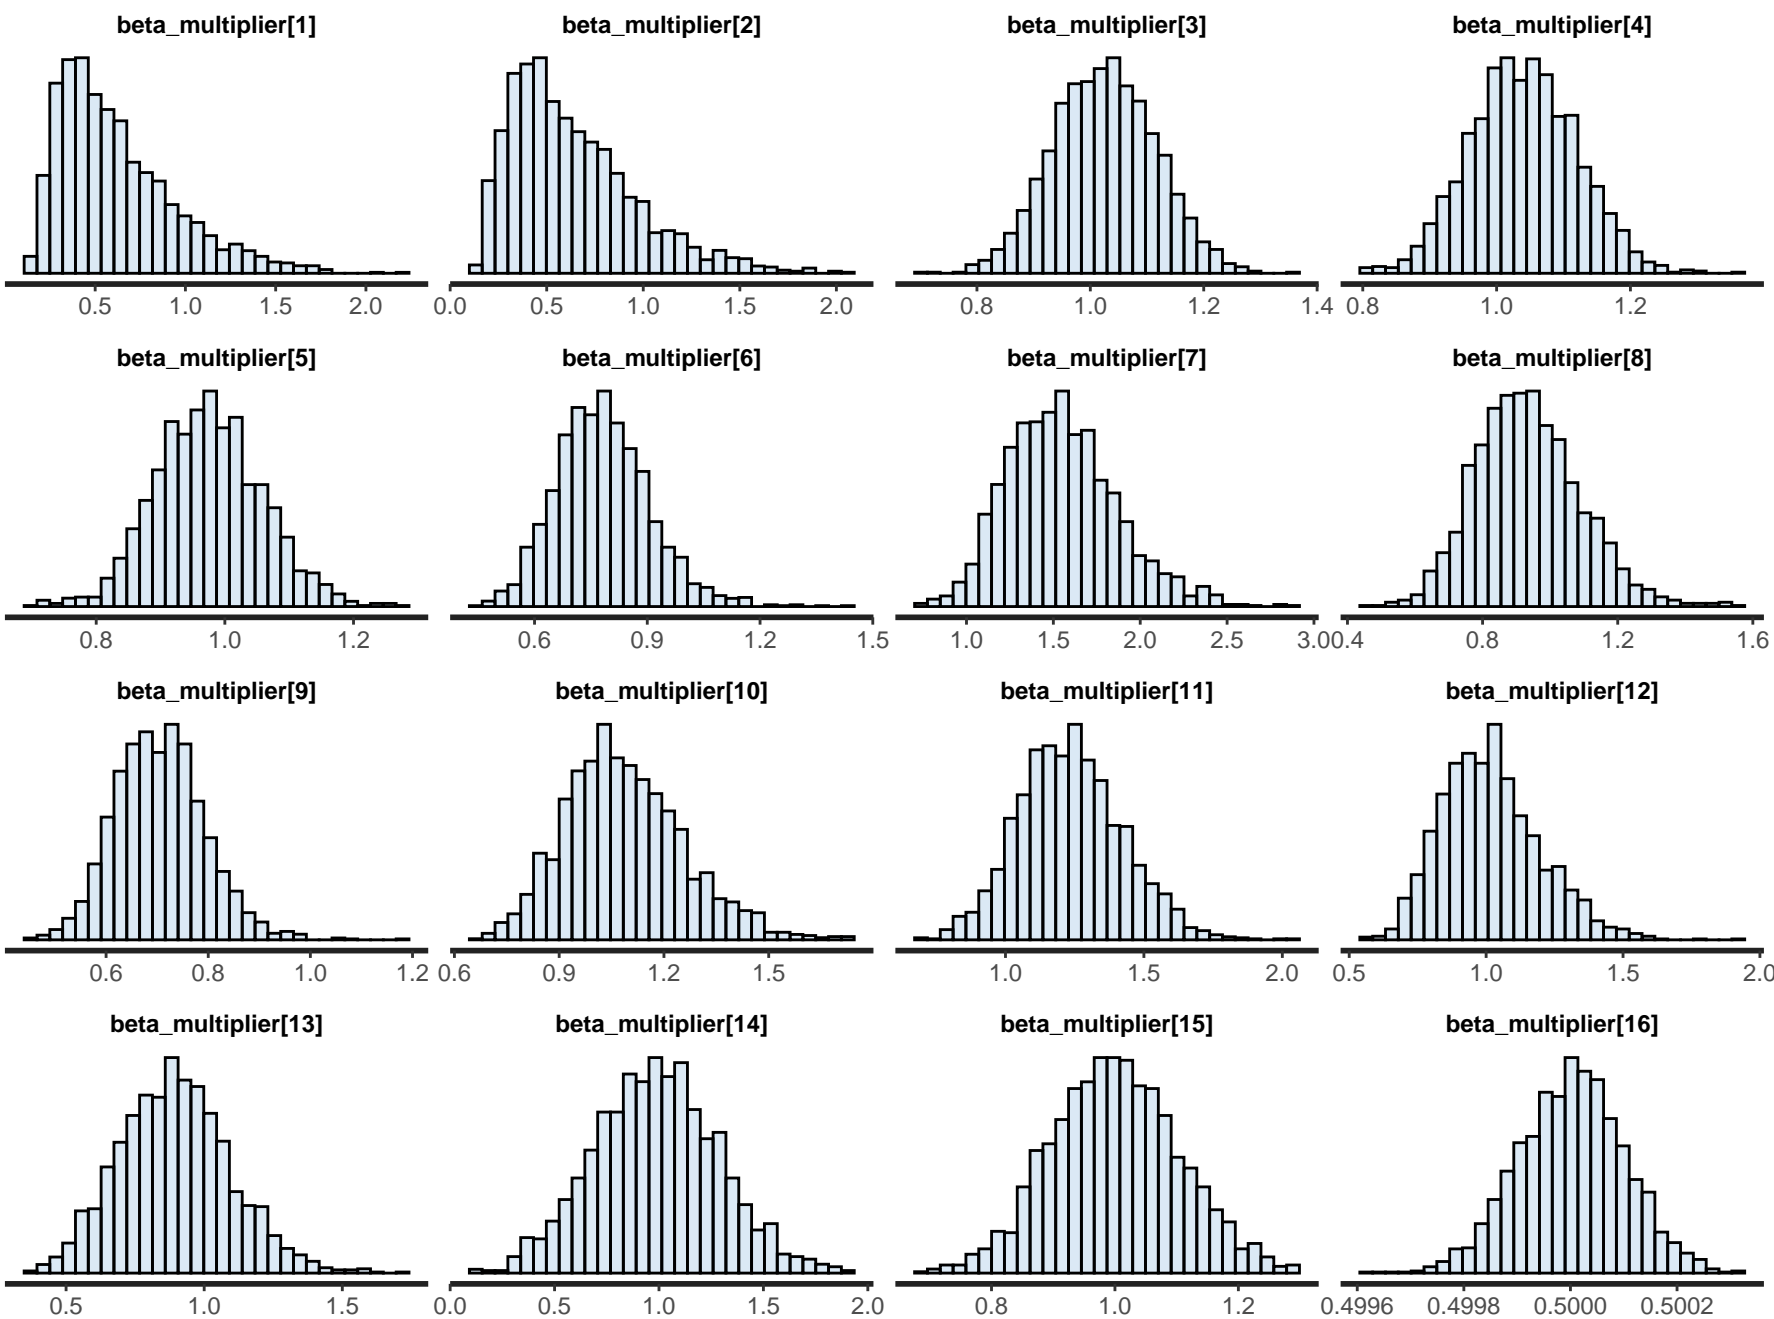 beta_multiplier[1] beta_multiplier[2] beta_multiplier[3] beta_multiplier[4]
0.5 1.0 1.5 2.0 0.0 0.5 1.0 1.5 2.0 0.8 1.0 1.2 1.4 0.8 1.0 1.2
beta_multiplier[5] beta_multiplier[6] beta_multiplier[7] beta_multiplier[8]
0.8 1.0 1.2 0.6 0.9 1.2 1.5 1.0 1.5 2.0 2.5 3.0 0.4 0.8 1.2 1.6
beta_multiplier[9] beta_multiplier[10] beta_multiplier[11] beta_multiplier[12]
0.6 0.8 1.0 1.2 0.6 0.9 1.2 1.5 1.0 1.5 2.0 0.5 1.0 1.5 2.0
beta_multiplier[13] beta_multiplier[14] beta_multiplier[15] beta_multiplier[16]
0.5 1.0 1.5 0.0 0.5 1.0 1.5 2.0 0.8 1.0 1.2 0.4996 0.4998 0.5000 0.5002